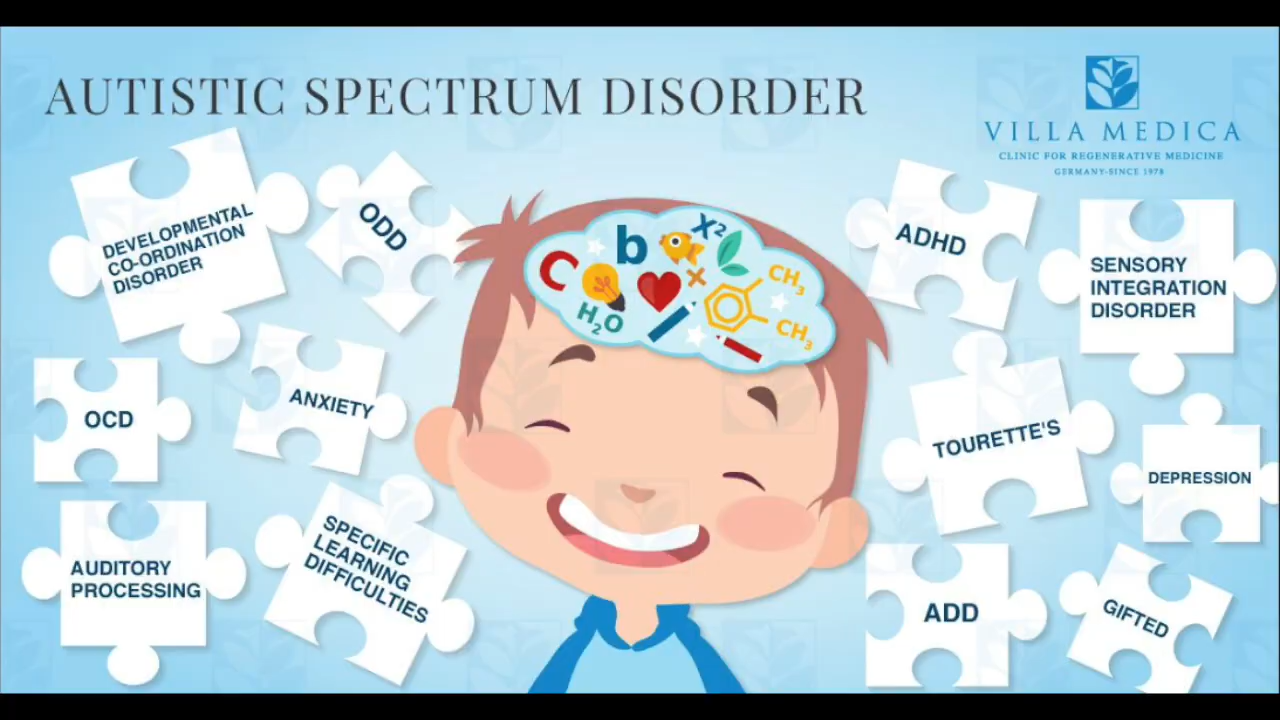 AUTISTIC SPECTRUM DISORDER
VILLA MEDICA
CLINIC FOR REGENERATIVE MEDICINE
GERMANY-SINCE 1978
DEVELOPMENTAL
CO-ORDINATION
DISORDER
ODD
C
b
X²
H₂O
CH₃
CH₃
ADHD
SENSORY
INTEGRATION
DISORDER
OCD
ANXIETY
TOURETTE'S
DEPRESSION
AUDITORY
PROCESSING
SPECIFIC
LEARNING
DIFFICULTIES
ADD
GIFTED